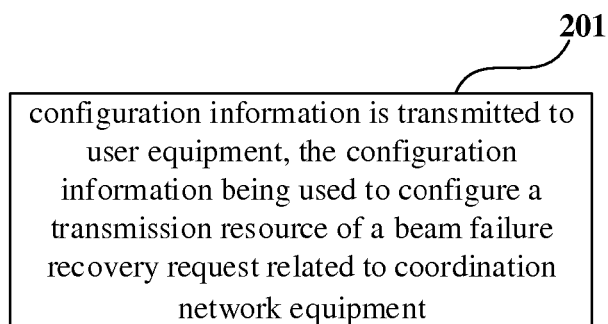 201
configuration information is transmitted to
user equipment, the configuration
information being used to configure a
transmission resource of a beam failure
recovery request related to coordination
network equipment